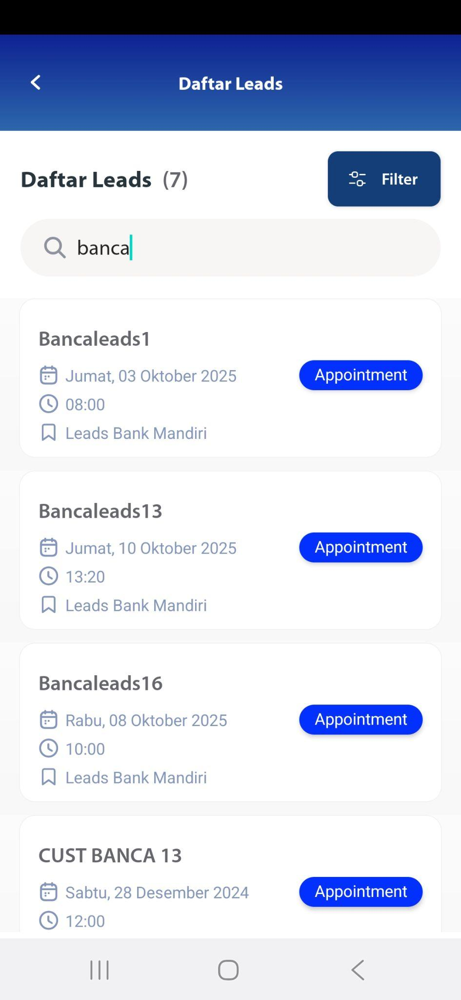 Daftar Leads
Daftar Leads (7)
Filter
banca
Bancaleads1
Jumat, 03 Oktober 2025
Appointment
08:00
Leads Bank Mandiri
Bancaleads13
Jumat, 10 Oktober 2025
Appointment
13:20
Leads Bank Mandiri
Bancaleads16
Rabu, 08 Oktober 2025
Appointment
10:00
Leads Bank Mandiri
CUST BANCA 13
Sabtu, 28 Desember 2024
Appointment
12:00